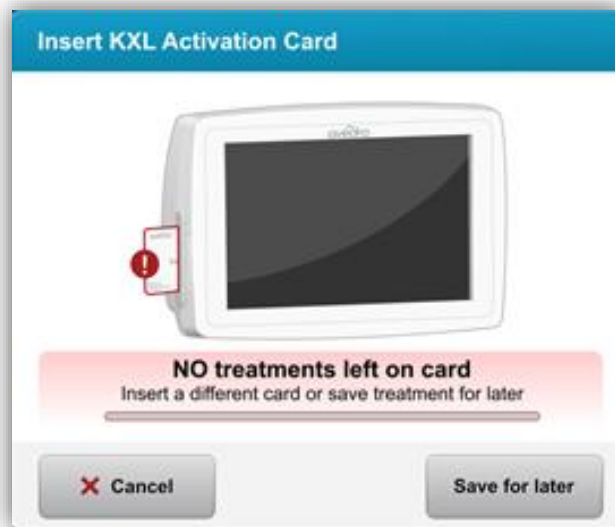 Insert KXL Activation Card
avedro
NO treatments left on card
Insert a different card or save treatment for later
Cancel
Save for later